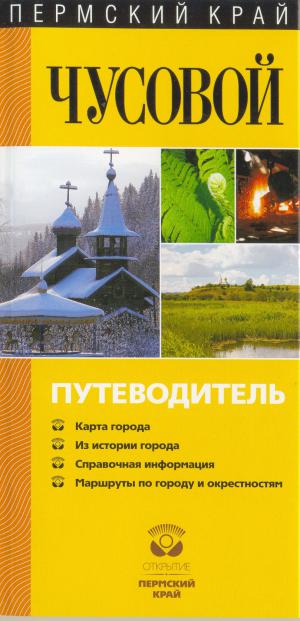 ПЕРМСКИЙ КРАЙ
ЧУСОВОЙ
ПУТЕВОДИТЕЛЬ
Карта города
Из истории города
Справочная информация
Маршруты по городу и окрестностям
ОТКРЫТИЕ
ПЕРМСКИЙ
КРАЙ